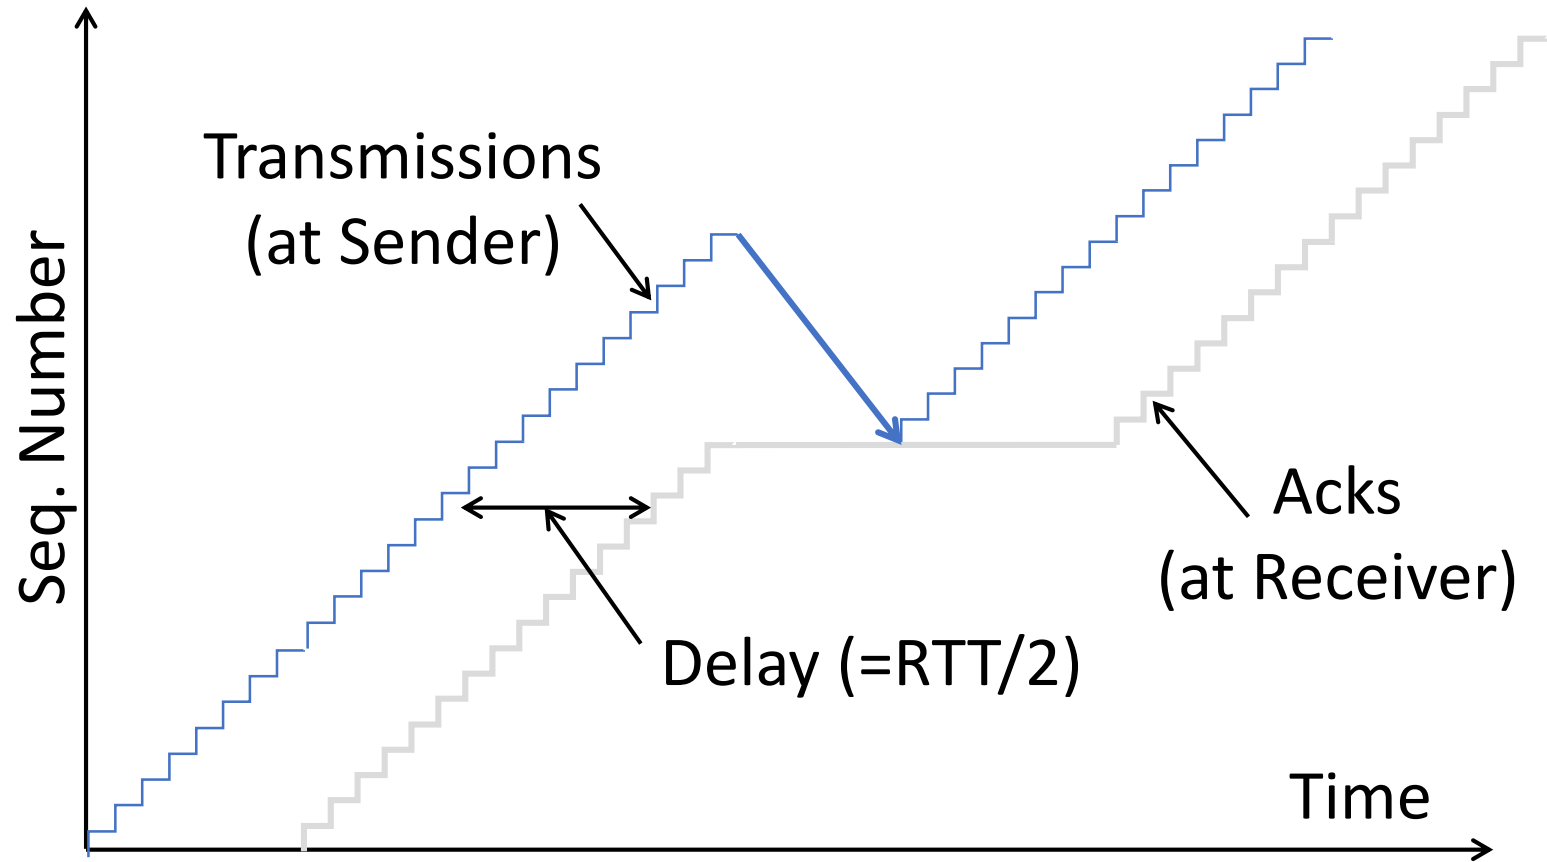 Transmissions
(at Sender)
Seq. Number
Acks
(at Receiver)
Delay (=RTT/2)
Time